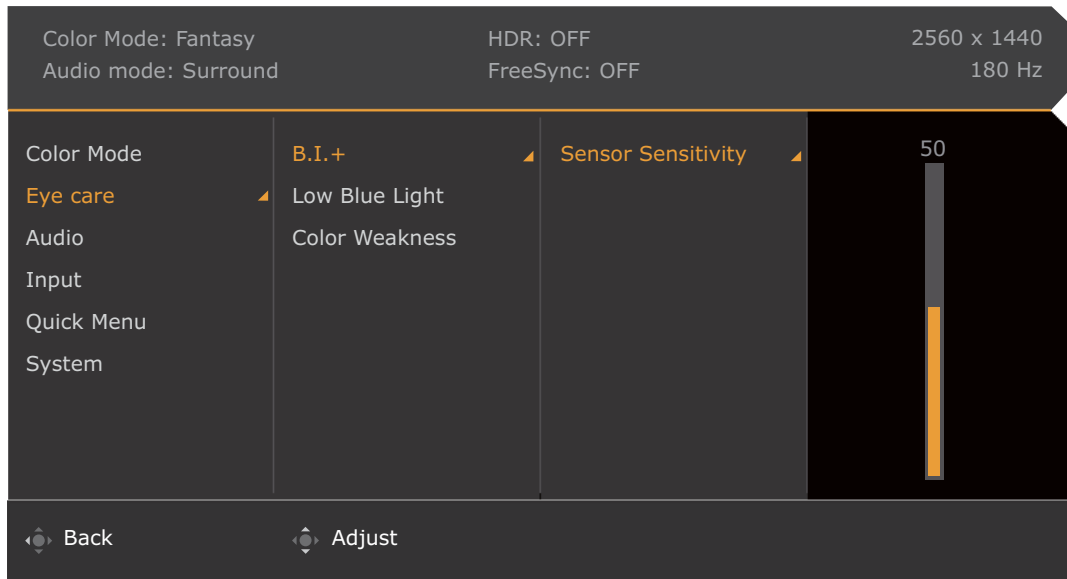 Color Mode: Fantasy
HDR: OFF
2560 x 1440
Audio mode: Surround
FreeSync: OFF
180 Hz
Color Mode
B.I.+
Sensor Sensitivity
50
Eye care
Low Blue Light
Audio
Color Weakness
Input
Quick Menu
System
Back
Adjust